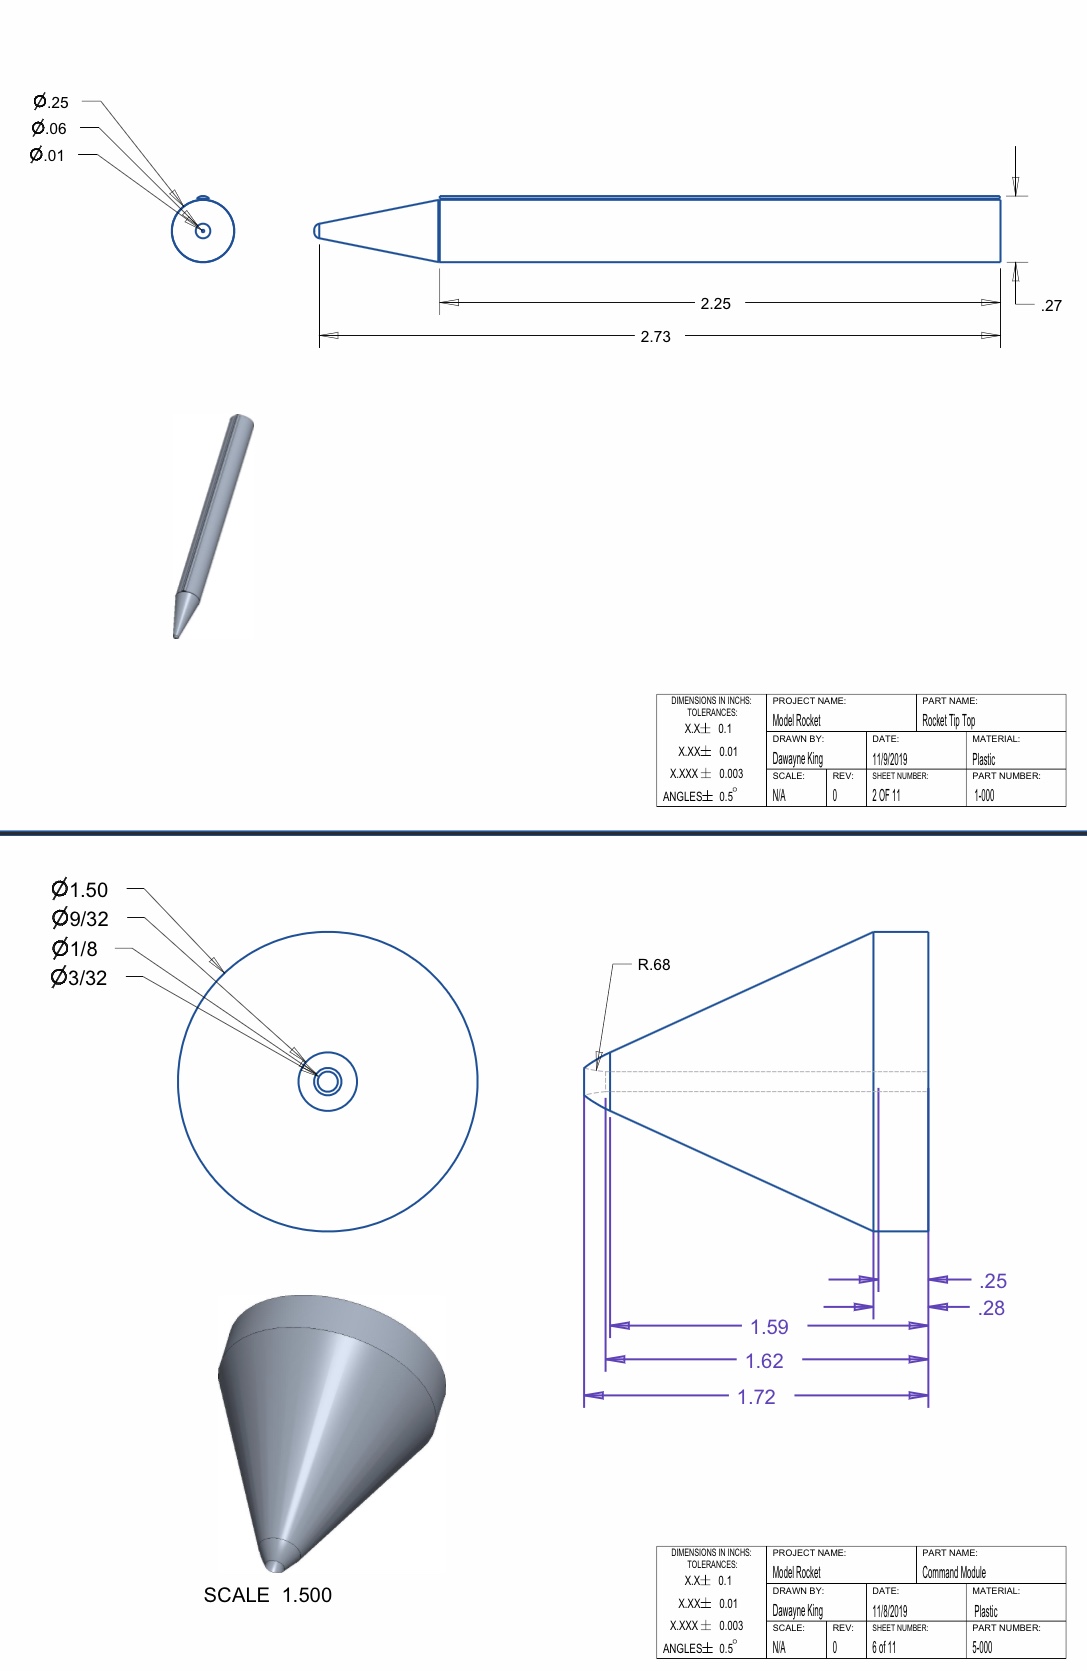 Ø.25
Ø.06
Ø.01
.27
2.25
2.73
DIMENSIONS IN INCHS:
TOLERANCES:
X.X± 0.1
X.XX± 0.01
X.XXX ± 0.003
ANGLES± 0.5°
PROJECT NAME:
Model Rocket
PART NAME:
Rocket Tip Top
DRAWN BY:
Dawayne King
DATE:
11/9/2019
MATERIAL:
Plastic
SCALE:
N/A
REV:
0
SHEET NUMBER:
2 OF 11
PART NUMBER:
1-000
Ø1.50
Ø9/32
Ø1/8
Ø3/32
R.68
.25
.28
1.59
1.62
1.72
SCALE 1.500
DIMENSIONS IN INCHS:
TOLERANCES:
X.X± 0.1
X.XX± 0.01
X.XXX ± 0.003
ANGLES± 0.5°
PROJECT NAME:
Model Rocket
PART NAME:
Command Module
DRAWN BY:
Dawayne King
DATE:
11/8/2019
MATERIAL:
Plastic
SCALE:
N/A
REV:
0
SHEET NUMBER:
6 of 11
PART NUMBER:
5-000